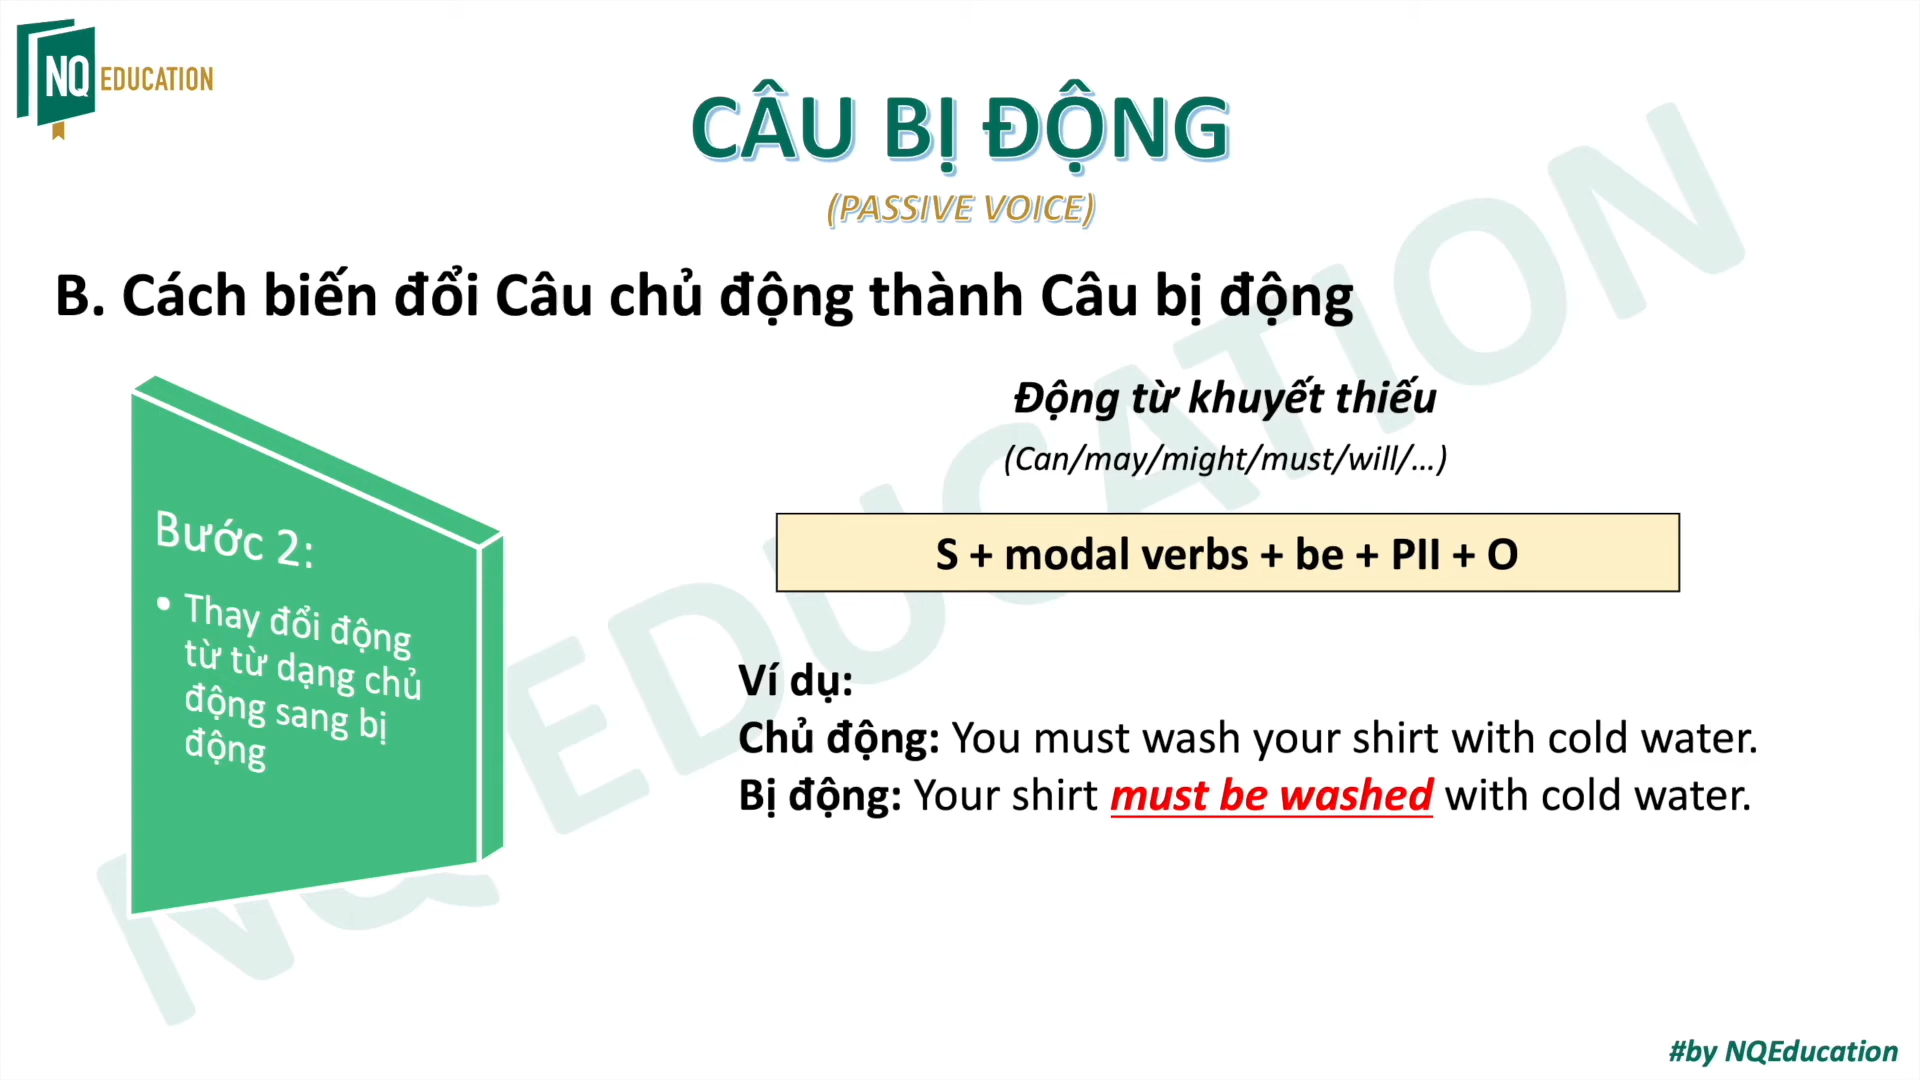 NQ EDUCATION
CÂU BỊ ĐỘNG
(PASSIVE VOICE)
B. Cách biến đổi Câu chủ động thành Câu bị động
Bước 2:
• Thay đổi động
từ từ dạng chủ
động sang bị
động
Động từ khuyết thiếu
(Can/may/might/must/will/...)
S + modal verbs + be + PII + O
Ví dụ:
Chủ động: You must wash your shirt with cold water.
Bị động: Your shirt must be washed with cold water.
NQ EDUCATION
#by NQEducation